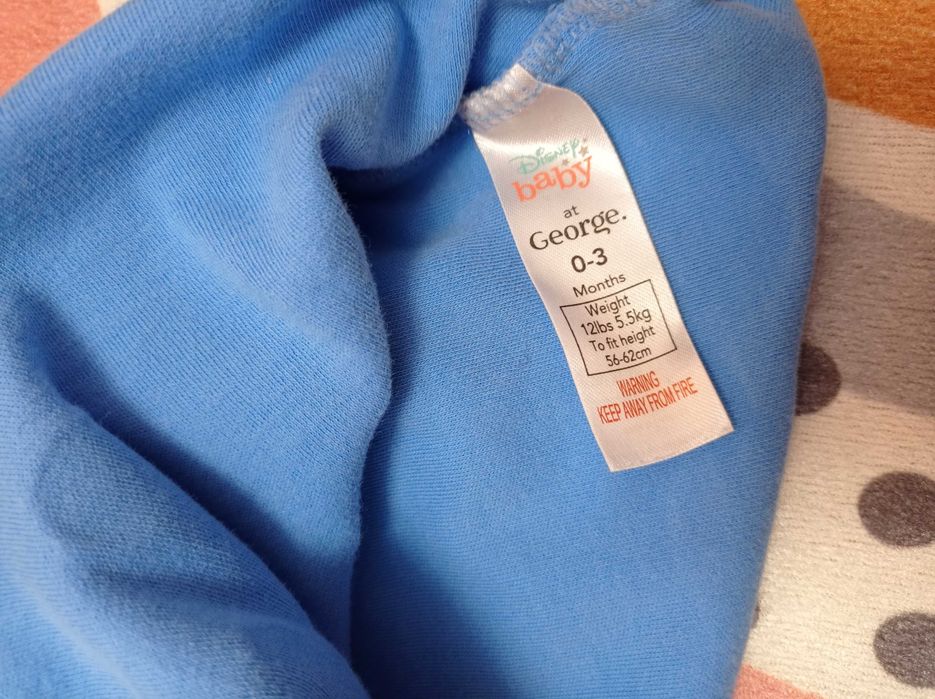 Disney
baby
at
George.
0-3
Months
Weight
12lbs 5.5kg
To fit height
56-62cm
WARNING
KEEP AWAY FROM FIRE